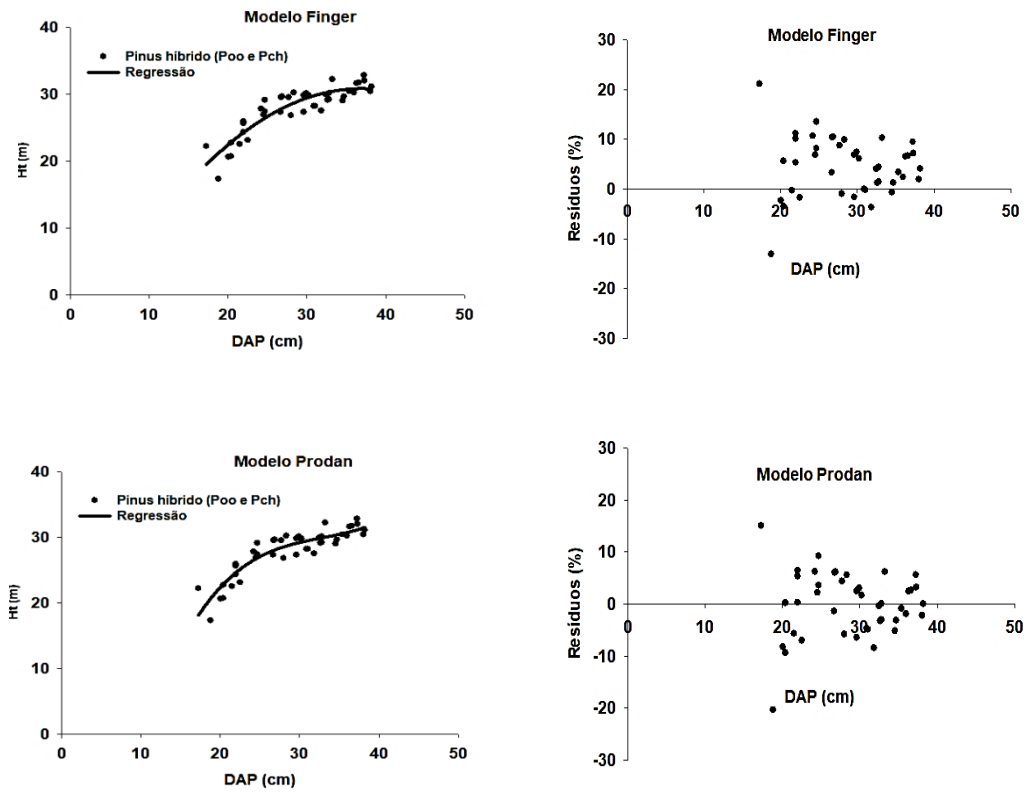 Modelo Finger
Ht (m)
40
30
20
10
0
Pinus híbrido (Poo e Pch)
Regressão
0 10 20 30 40 50
DAP (cm)
Modelo Finger
Resíduos (%)
30
20
10
0
-10
-20
-30
0 10 20 30 40 50
DAP (cm)
Modelo Prodan
Ht (m)
40
30
20
10
0
Pinus híbrido (Poo e Pch)
Regressão
0 10 20 30 40 50
DAP (cm)
Modelo Prodan
Resíduos (%)
30
20
10
0
-10
-20
-30
0 10 20 30 40 50
DAP (cm)